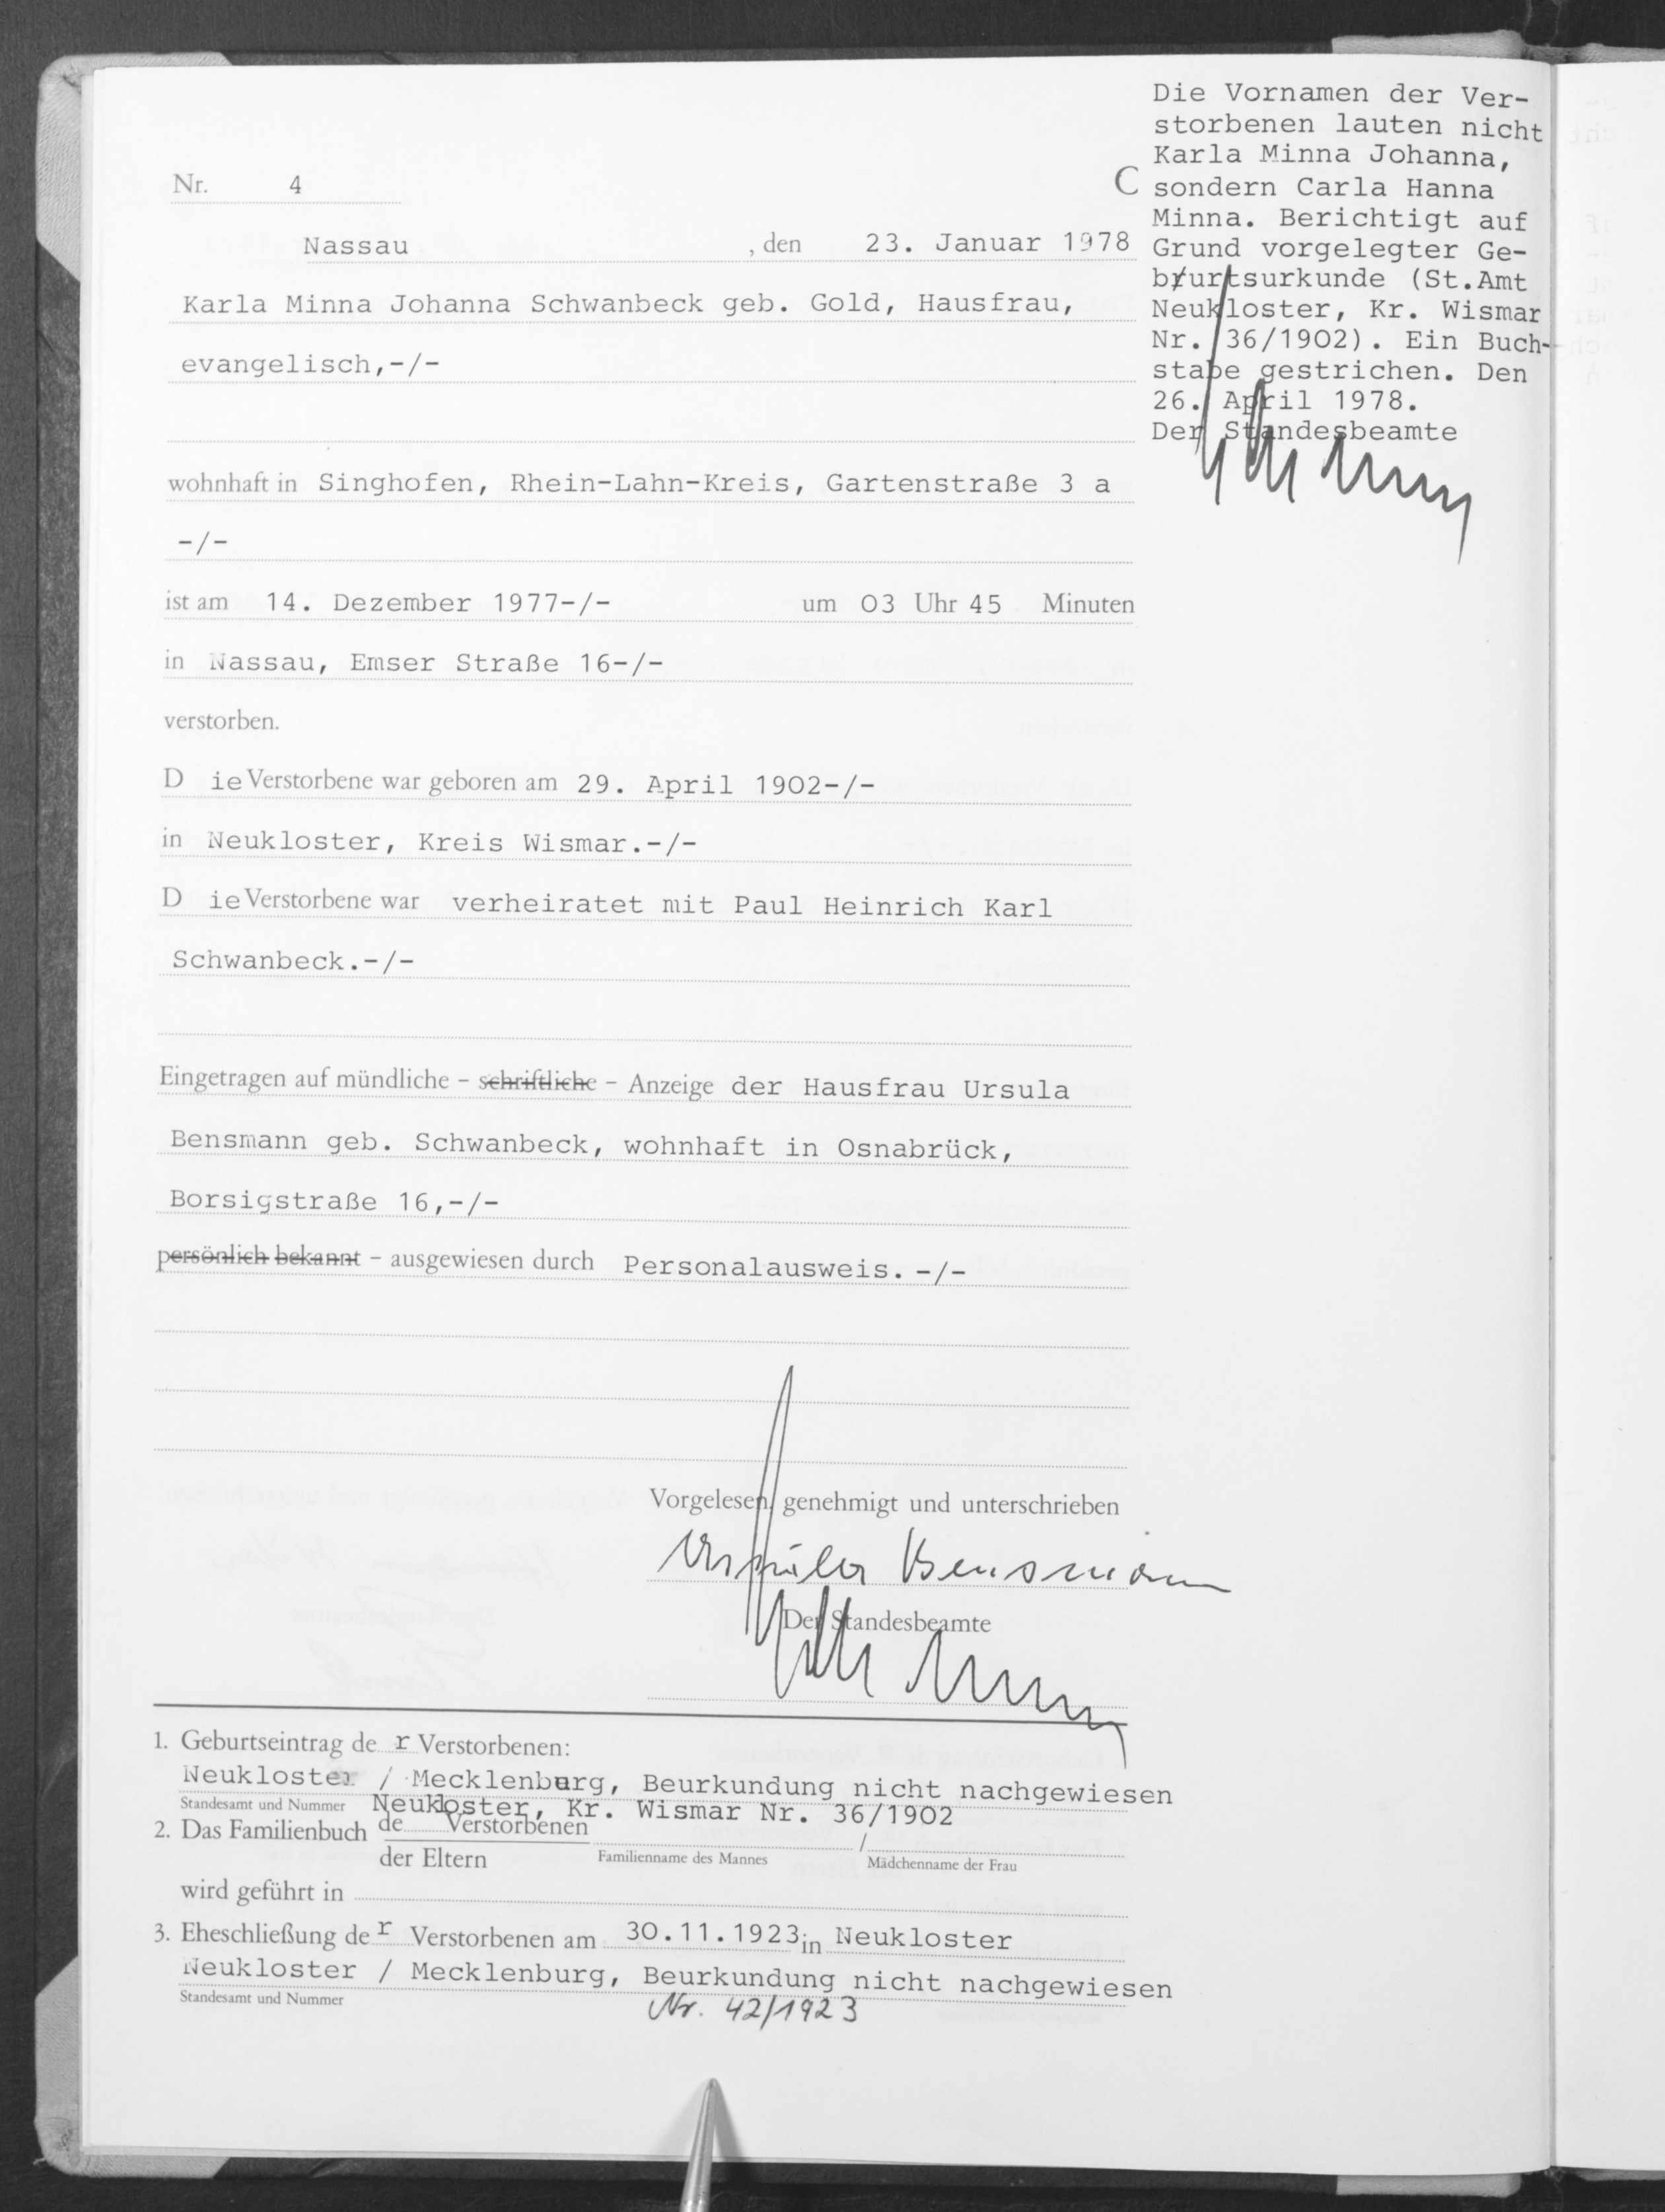 Nr. 4
C
Nassau , den 23. Januar 1978
Karla Minna Johanna Schwanbeck geb. Gold, Hausfrau,
evangelisch,-/-
wohnhaft in Singhofen, Rhein-Lahn-Kreis, Gartenstraße 3 a
-/-
ist am 14. Dezember 1977-/- um 03 Uhr 45 Minuten
in Nassau, Emser Straße 16-/-
verstorben.
D ie Verstorbene war geboren am 29. April 1902-/-
in Neukloster, Kreis Wismar.-/-
D ie Verstorbene war verheiratet mit Paul Heinrich Karl
Schwanbeck.-/-
Eingetragen auf mündliche - schriftliche - Anzeige der Hausfrau Ursula
Bensmann geb. Schwanbeck, wohnhaft in Osnabrück,
Borsigstraße 16,-/-
persönlich bekannt - ausgewiesen durch Personalausweis. -/-
Vorgelesen, genehmigt und unterschrieben
Ursula Bensmann
Der Standesbeamte
1. Geburtseintrag de r Verstorbenen:
Neukloster / Mecklenburg, Beurkundung nicht nachgewiesen
Standesamt und Nummer Neukloster, Kr. Wismar Nr. 36/1902
2. Das Familienbuch de Verstorbenen /
der Eltern Familienname des Mannes Mädchenname der Frau
wird geführt in
3. Eheschließung de r Verstorbenen am 30.11.1923 in Neukloster
Neukloster / Mecklenburg, Beurkundung nicht nachgewiesen
Standesamt und Nummer Nr. 42/1923
Die Vornamen der Ver-
storbenen lauten nicht
Karla Minna Johanna,
sondern Carla Hanna
Minna. Berichtigt auf
Grund vorgelegter Ge-
brurtsurkunde (St.Amt
Neukloster, Kr. Wismar
Nr. 36/1902). Ein Buch-
stabe gestrichen. Den
26. April 1978.
Der Standesbeamte